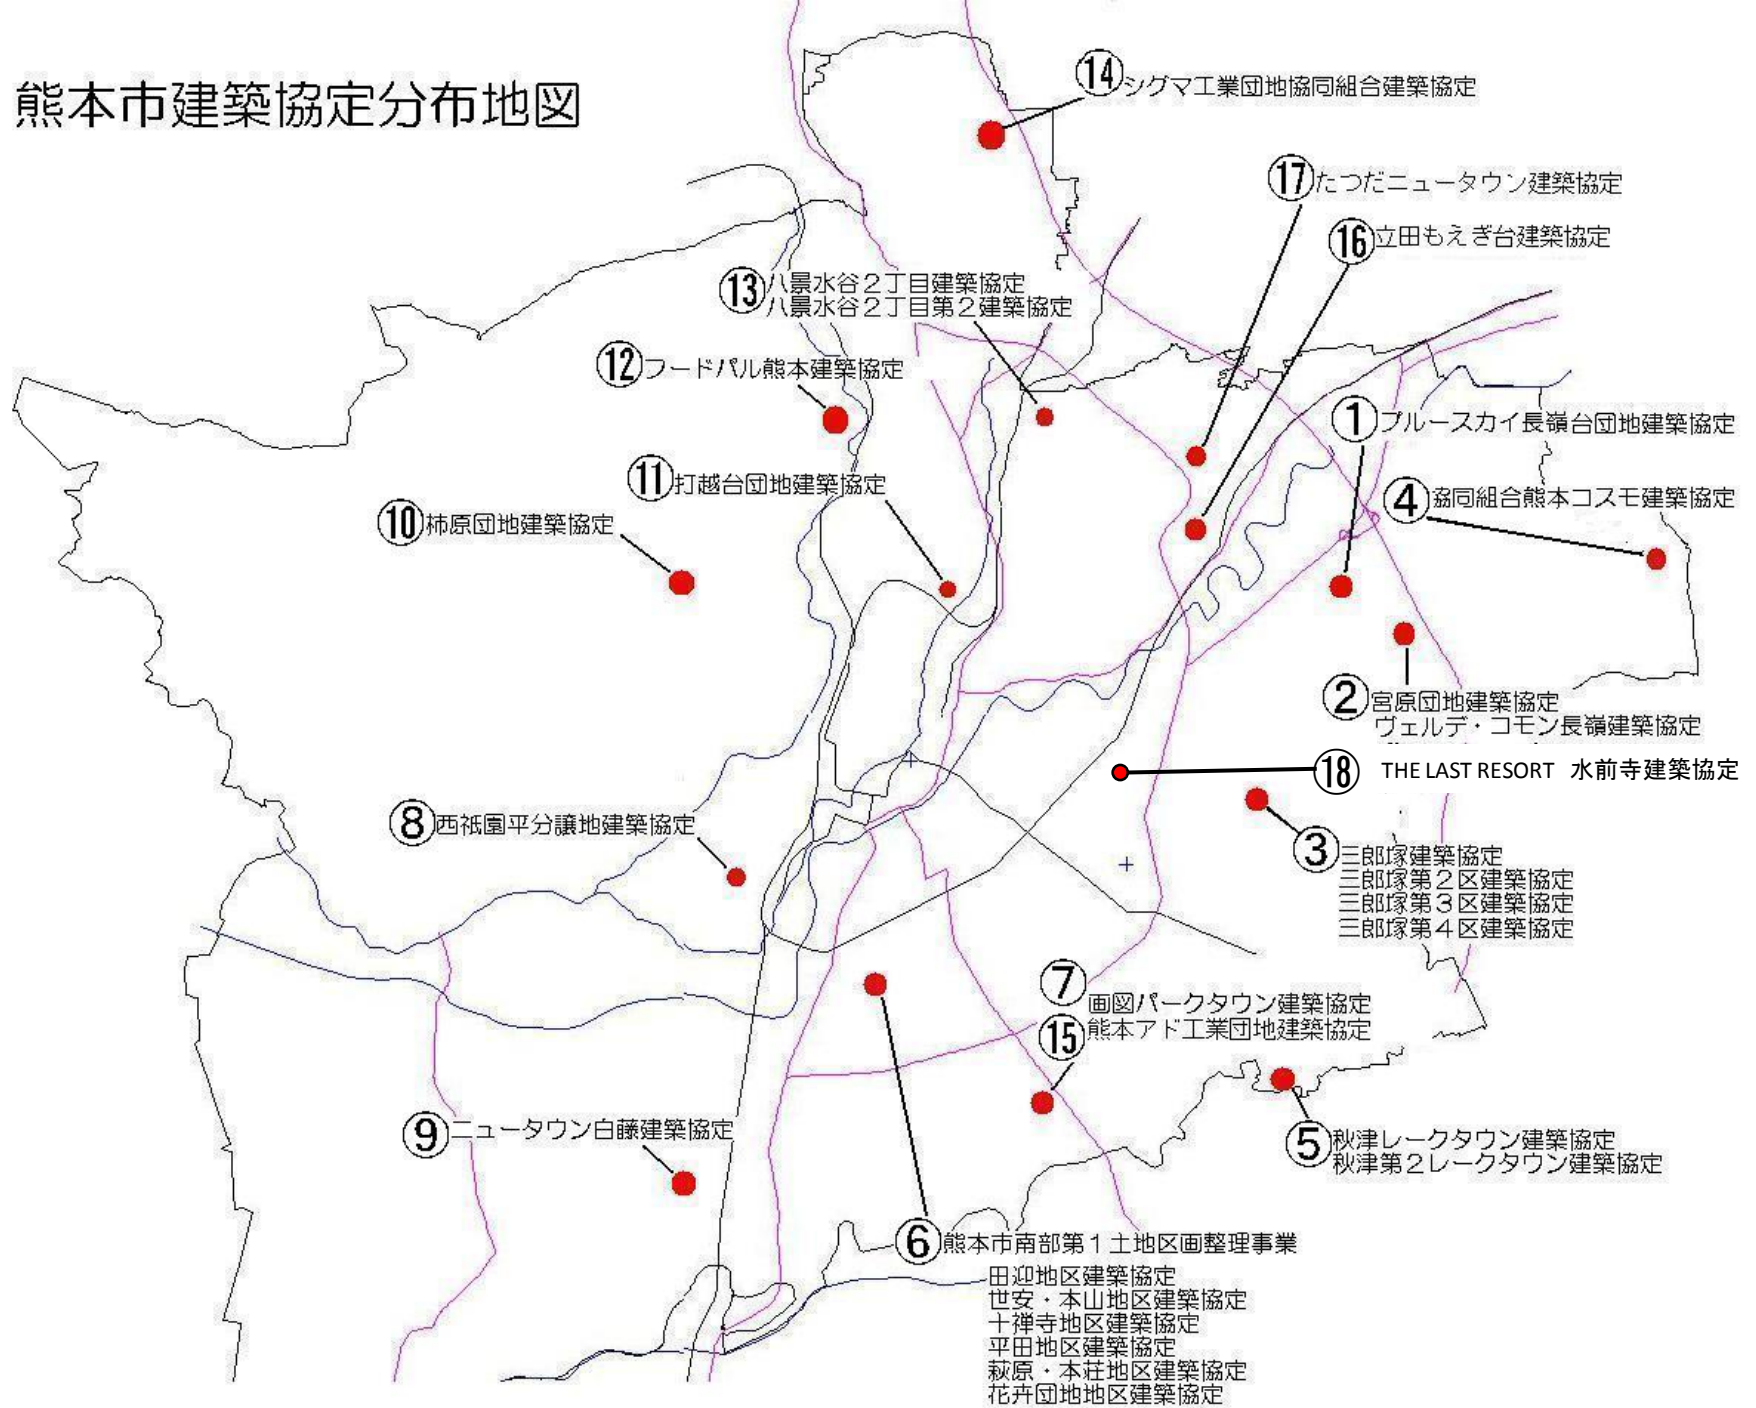 熊本市建築協定分布地図
⑭シグマ工業団地協同組合建築協定
⑰たつだニュータウン建築協定
⑯立田もえぎ台建築協定
⑬八景水谷2丁目建築協定
八景水谷2丁目第2建築協定
⑫フードパル熊本建築協定
①ブルースカイ長嶺台団地建築協定
⑪打越台団地建築協定
④協同組合熊本コスモ建築協定
⑩柿原団地建築協定
②宮原団地建築協定
ヴェルデ・コモン長嶺建築協定
⑱ THE LAST RESORT 水前寺建築協定
⑧西祇園平分譲地建築協定
③三郎塚建築協定
三郎塚第2区建築協定
三郎塚第3区建築協定
三郎塚第4区建築協定
⑦画図パークタウン建築協定
⑮熊本アド工業団地建築協定
⑨ニュータウン白藤建築協定
⑤秋津レークタウン建築協定
秋津第2レークタウン建築協定
⑥熊本市南部第1土地区画整理事業
田迎地区建築協定
世安・本山地区建築協定
十禅寺地区建築協定
平田地区建築協定
萩原・本荘地区建築協定
花卉団地地区建築協定